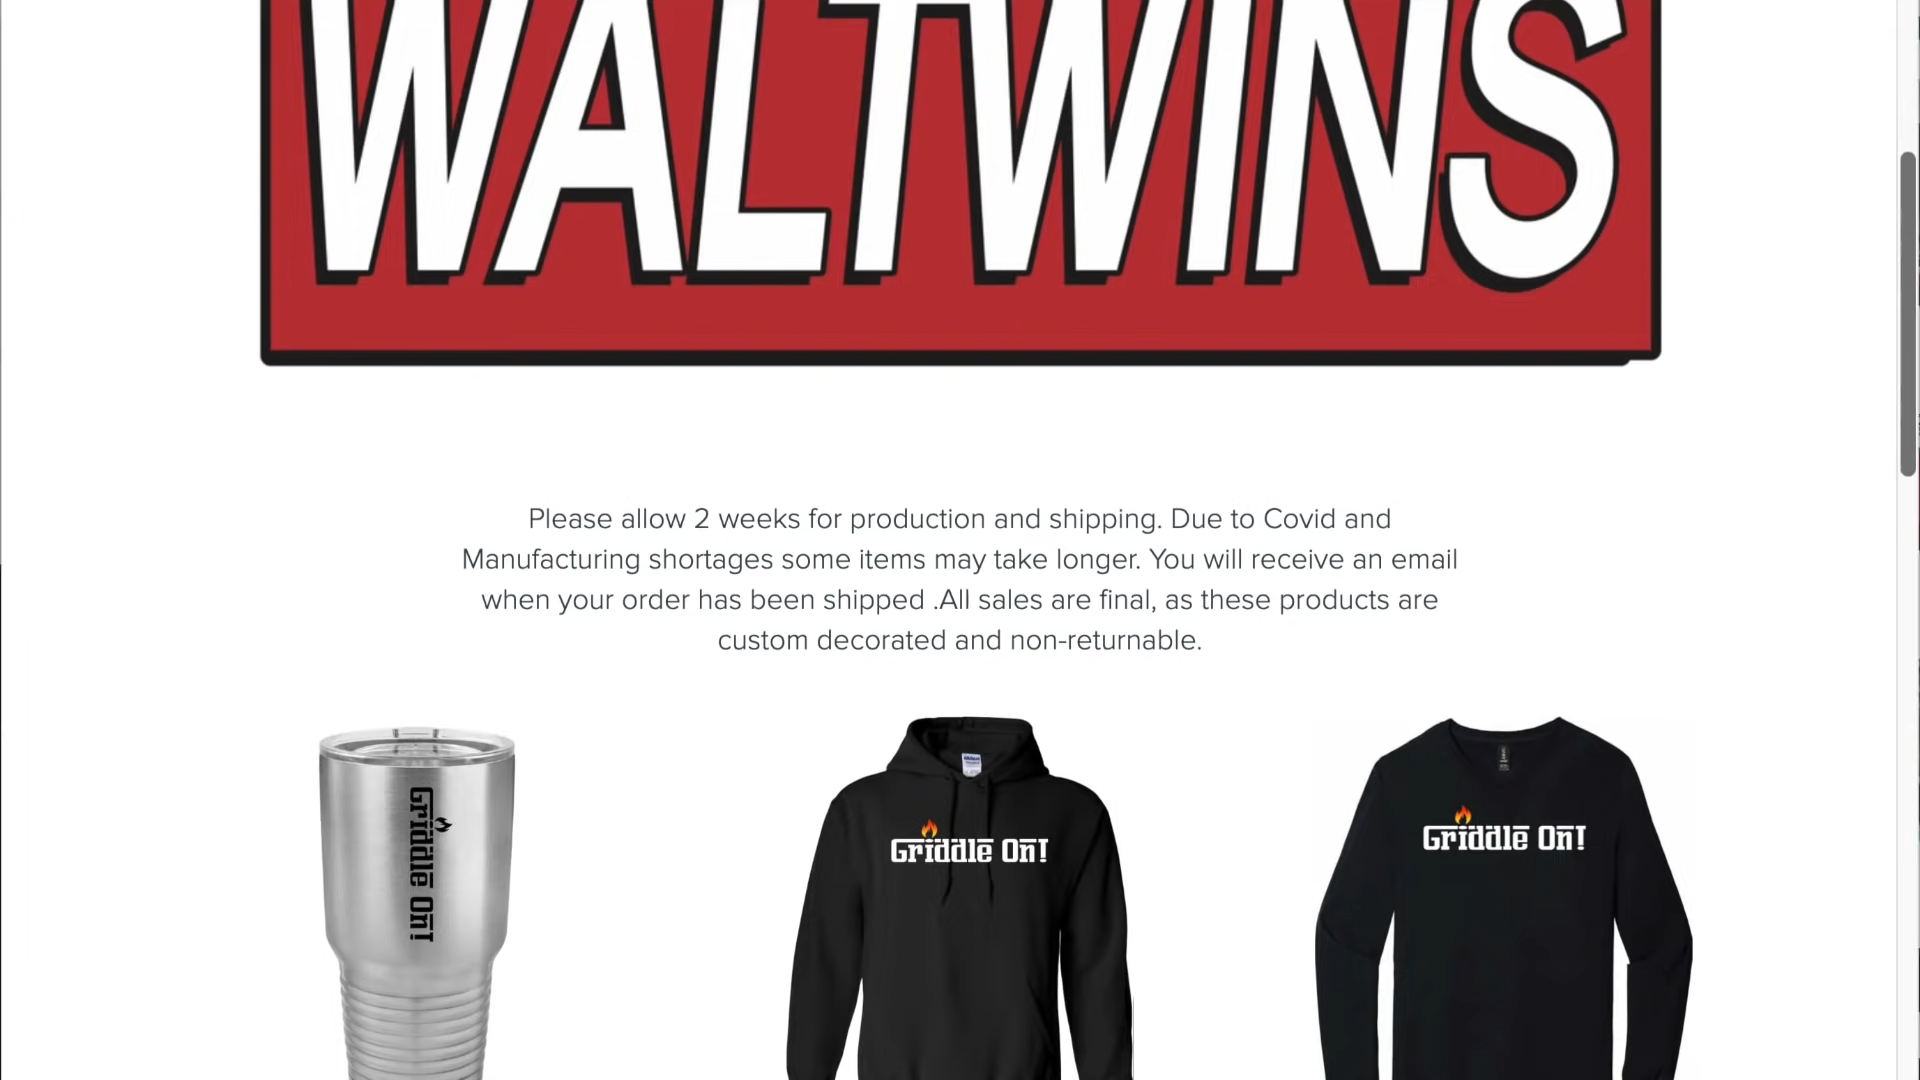 WALTWINS
Please allow 2 weeks for production and shipping. Due to Covid and
Manufacturing shortages some items may take longer. You will receive an email
when your order has been shipped .All sales are final, as these products are
custom decorated and non-returnable.
Griddle On!
Griddle On!
Griddle On!